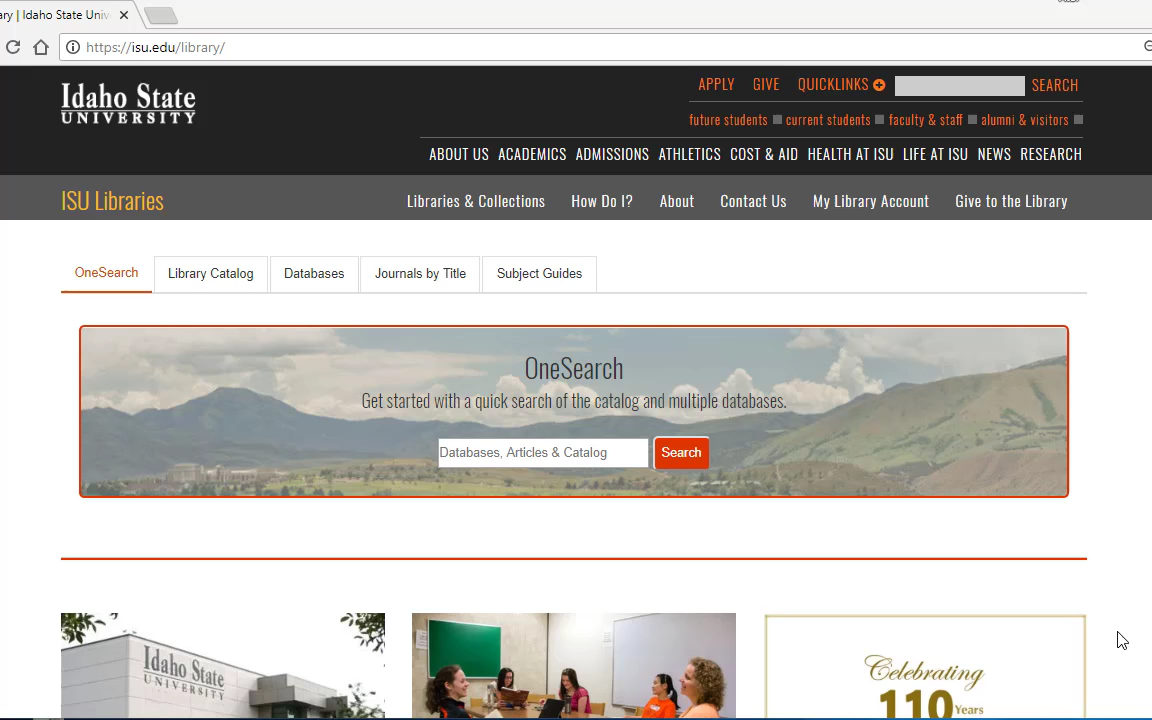 ary | Idaho State Univ
https://isu.edu/library/
Idaho State
UNIVERSITY
APPLY GIVE QUICKLINKS SEARCH
future students current students faculty & staff alumni & visitors
ABOUT US ACADEMICS ADMISSIONS ATHLETICS COST & AID HEALTH AT ISU LIFE AT ISU NEWS RESEARCH
ISU Libraries Libraries & Collections How Do I? About Contact Us My Library Account Give to the Library
OneSearch Library Catalog Databases Journals by Title Subject Guides
OneSearch
Get started with a quick search of the catalog and multiple databases.
Databases, Articles & Catalog Search
Idaho State
UNIVERSITY
Celebrating
110 Years